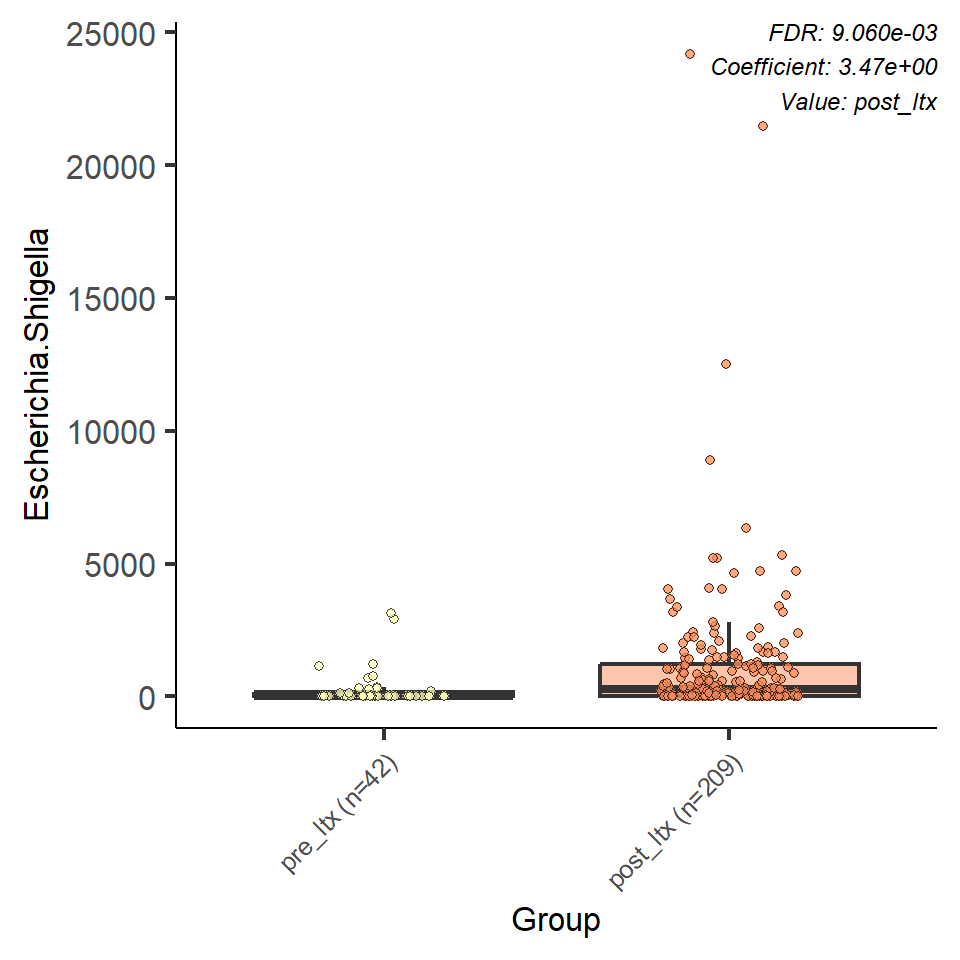 FDR: 9.060e-03
Coefficient: 3.47e+00
Value: post_ltx
25000
20000
15000
10000
5000
0
Escherichia.Shigella
pre_ltx (n=42)
post_ltx (n=209)
Group